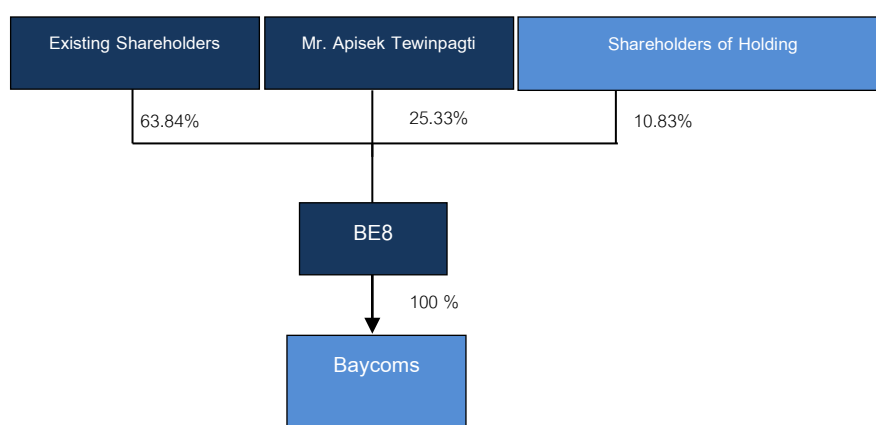 Existing Shareholders
Mr. Apisek Tewinpagti
Shareholders of Holding
63.84%
25.33%
10.83%
BE8
100 %
Baycoms